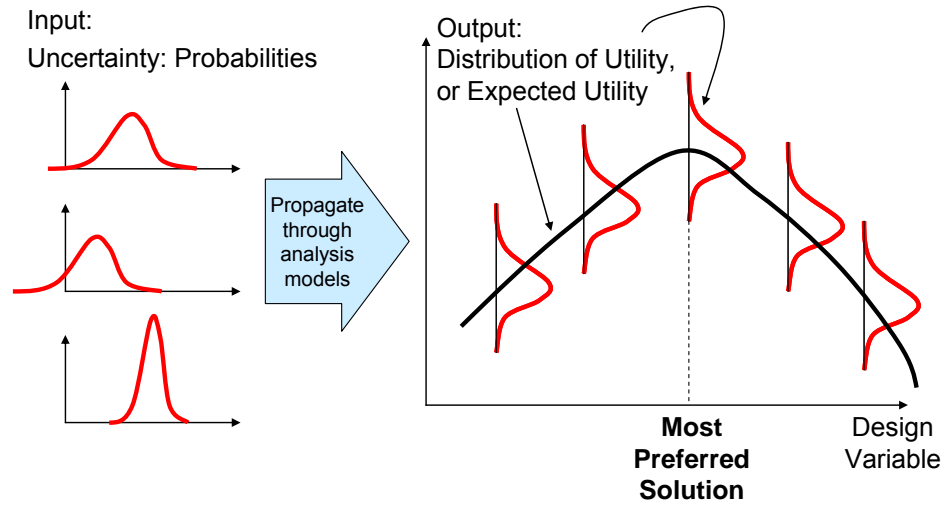 Input:
Uncertainty: Probabilities
Propagate
through
analysis
models
Output:
Distribution of Utility,
or Expected Utility
Most
Preferred
Solution
Design
Variable